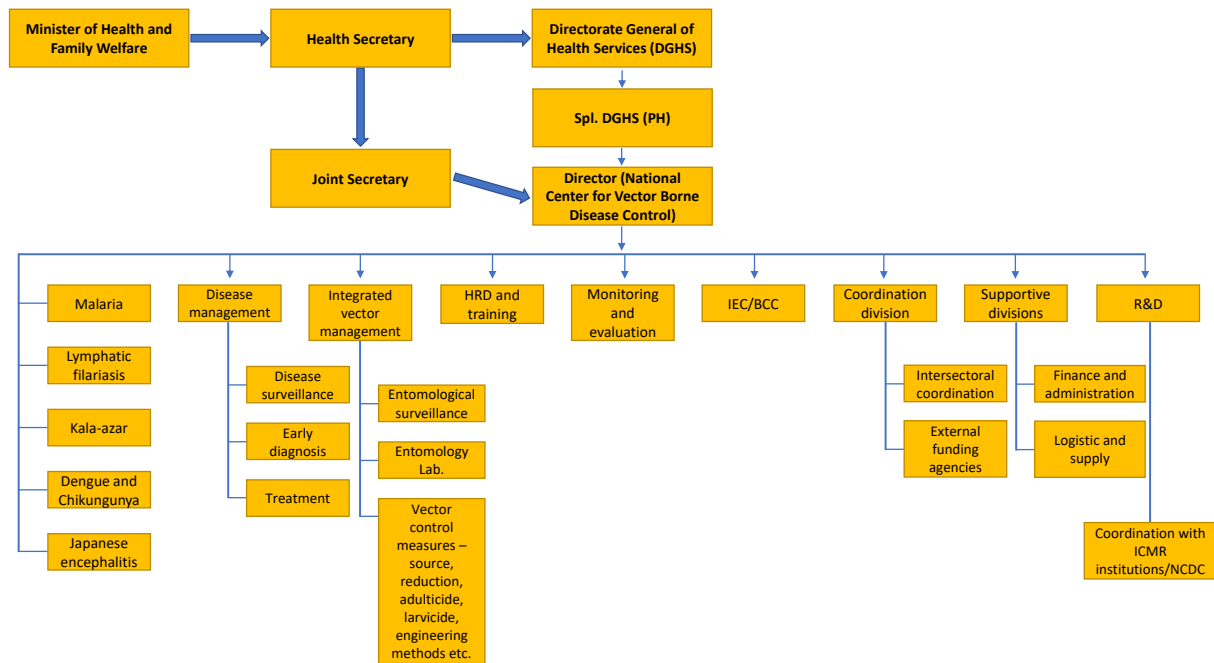 Minister of Health and
Family Welfare
Health Secretary
Directorate General of
Health Services (DGHS)
Spl. DGHS (PH)
Joint Secretary
Director (National
Center for Vector Borne
Disease Control)
Malaria
Disease
management
Integrated
vector
management
HRD and
training
Monitoring
and
evaluation
IEC/BCC
Coordination
division
Supportive
divisions
R&D
Lymphatic
filariasis
Kala-azar
Dengue and
Chikungunya
Japanese
encephalitis
Disease
surveillance
Early
diagnosis
Treatment
Entomological
surveillance
Entomology
Lab.
Vector
control
measures –
source,
reduction,
adulticide,
larvicide,
engineering
methods etc.
Intersectoral
coordination
External
funding
agencies
Finance and
administration
Logistic and
supply
Coordination with
ICMR
institutions/NCDC